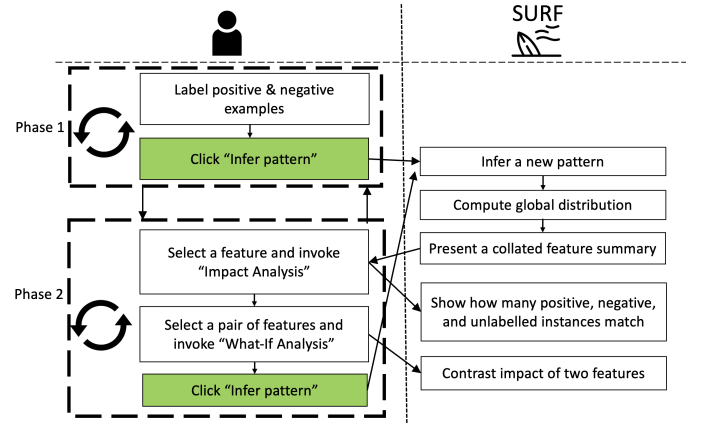 SURF
Phase 1
Label positive & negative
examples
Click “Infer pattern”
Infer a new pattern
Compute global distribution
Present a collated feature summary
Phase 2
Select a feature and invoke
“Impact Analysis”
Show how many positive, negative,
and unlabelled instances match
Select a pair of features and
invoke “What-If Analysis”
Contrast impact of two features
Click “Infer pattern”